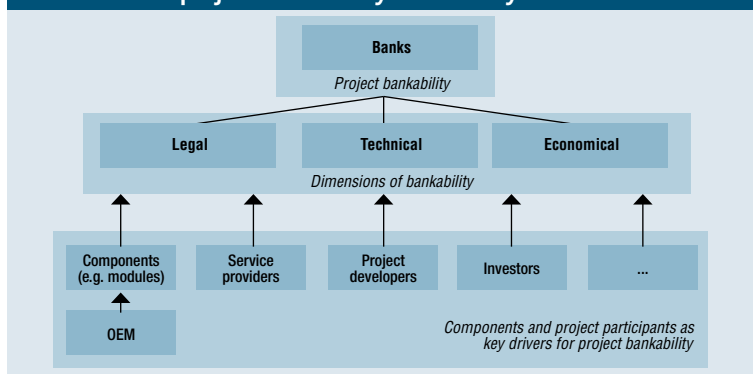 Banks
Project bankability
Legal
Technical
Economical
Dimensions of bankability
Components
(e.g. modules)
Service
providers
Project
developers
Investors
...
OEM
Components and project participants as
key drivers for project bankability